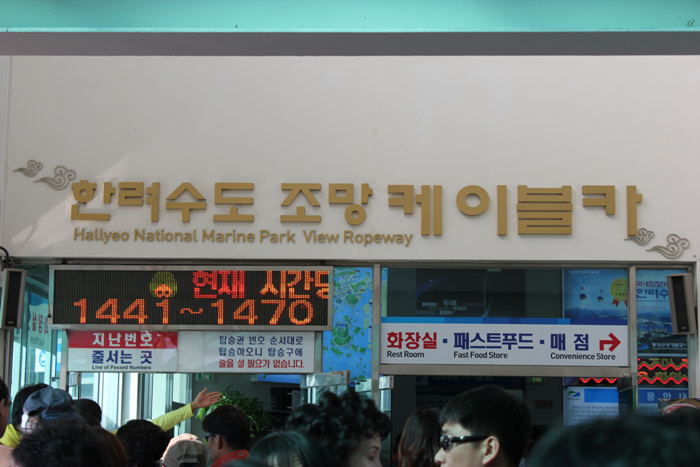 한려수도 조망케이블카
Hallyeo National Marine Park View Ropeway
현재 시간당
1441~1470
지난번호
줄서는 곳
Line of Passed Numbers
탑승권 번호 순서대로
탑승하오니 탑승구에
줄을 설 필요가 없습니다.
화장실 · 패스트푸드 · 매점
Rest Room Fast Food Store Convenience Store